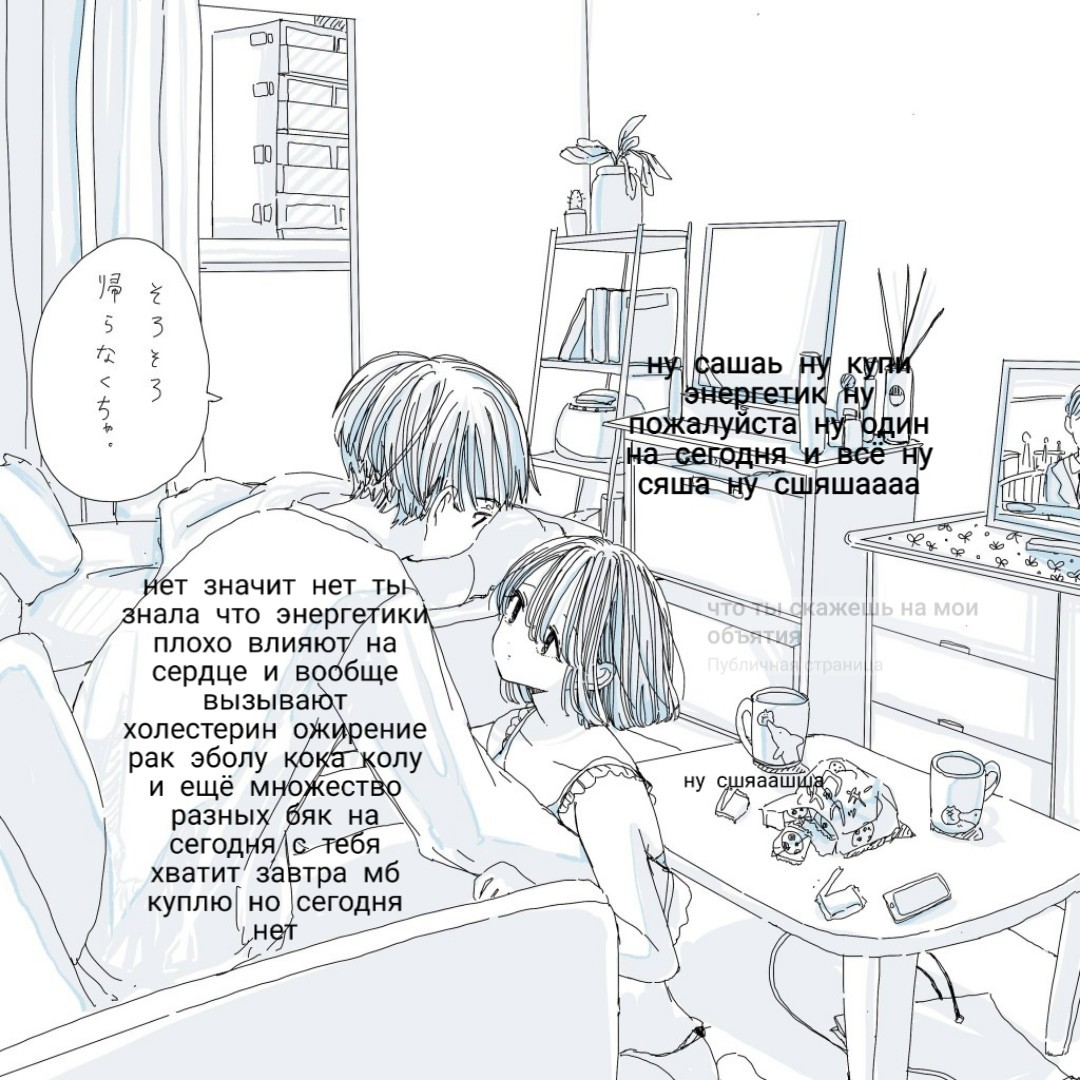 そろそろ
帰らなくちゃ。
ну сашаь ну купи
энергетик ну
пожалуйста ну один
на сегодня и всё ну
сяша ну сшяшаааа
нет значит нет ты
знала что энергетики
плохо влияют на
сердце и вообще
вызывают
холестерин ожирение
рак эболу кока колу
и ещё множество
разных бяк на
сегодня с тебя
хватит завтра мб
куплю но сегодня
нет
что ты скажешь на мои
объятия
Публичная страница
ну сшяаашша